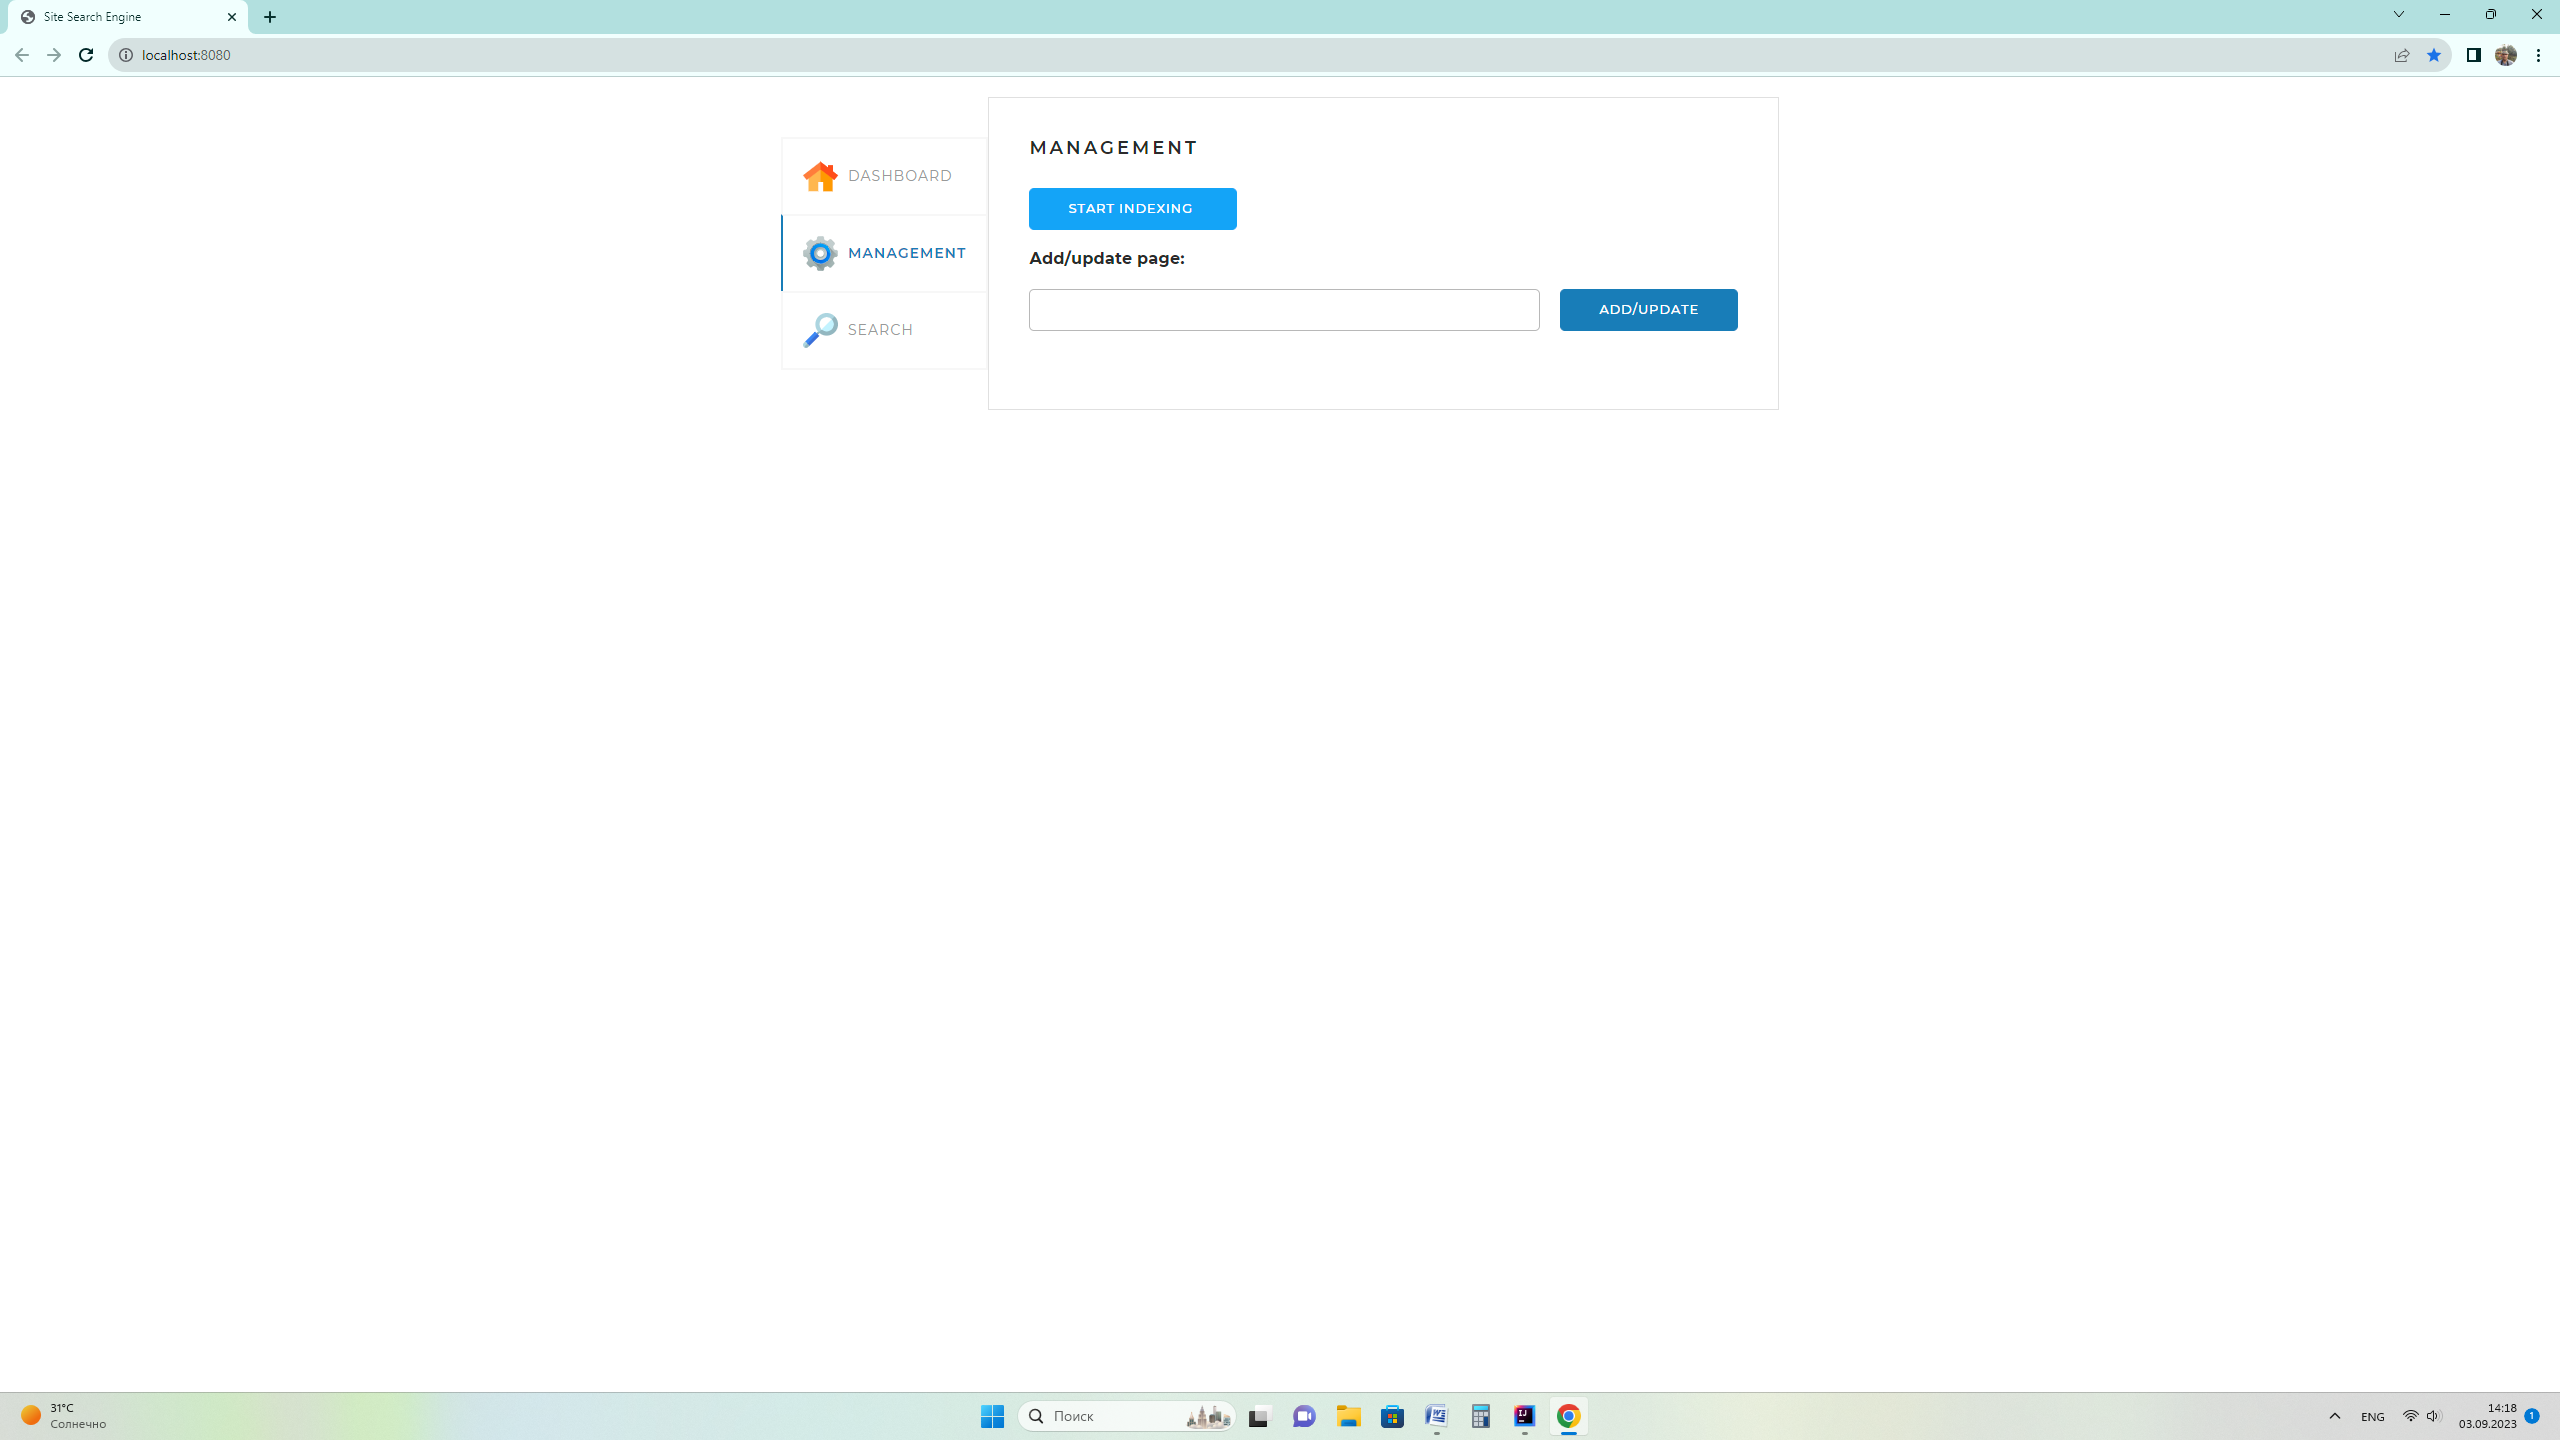 Site Search Engine
localhost:8080
MANAGEMENT
DASHBOARD
START INDEXING
MANAGEMENT
Add/update page:
ADD/UPDATE
SEARCH
31°C
Солнечно
Поиск
ENG
14:18
03.09.2023
1